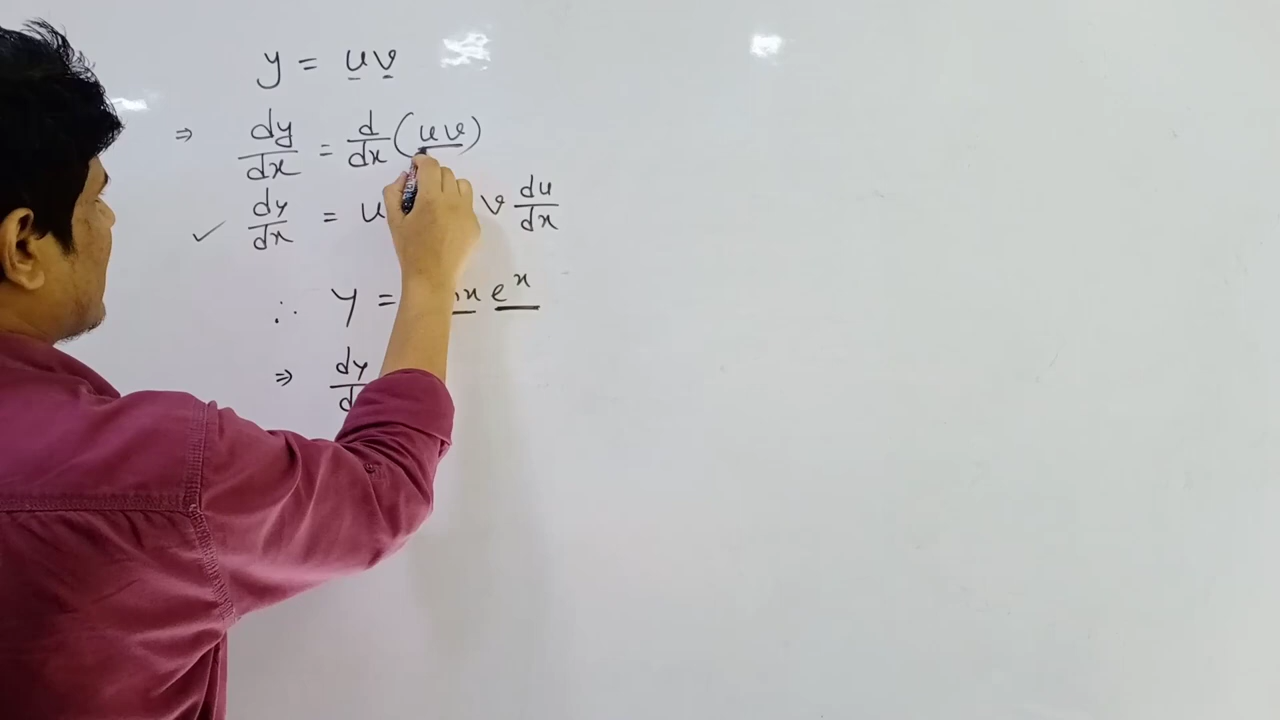 y = uv
⇒ dy/dx = d/dx (uv)
✓ dy/dx = u v du/dx
∴ y = x e^x
⇒ dy/d